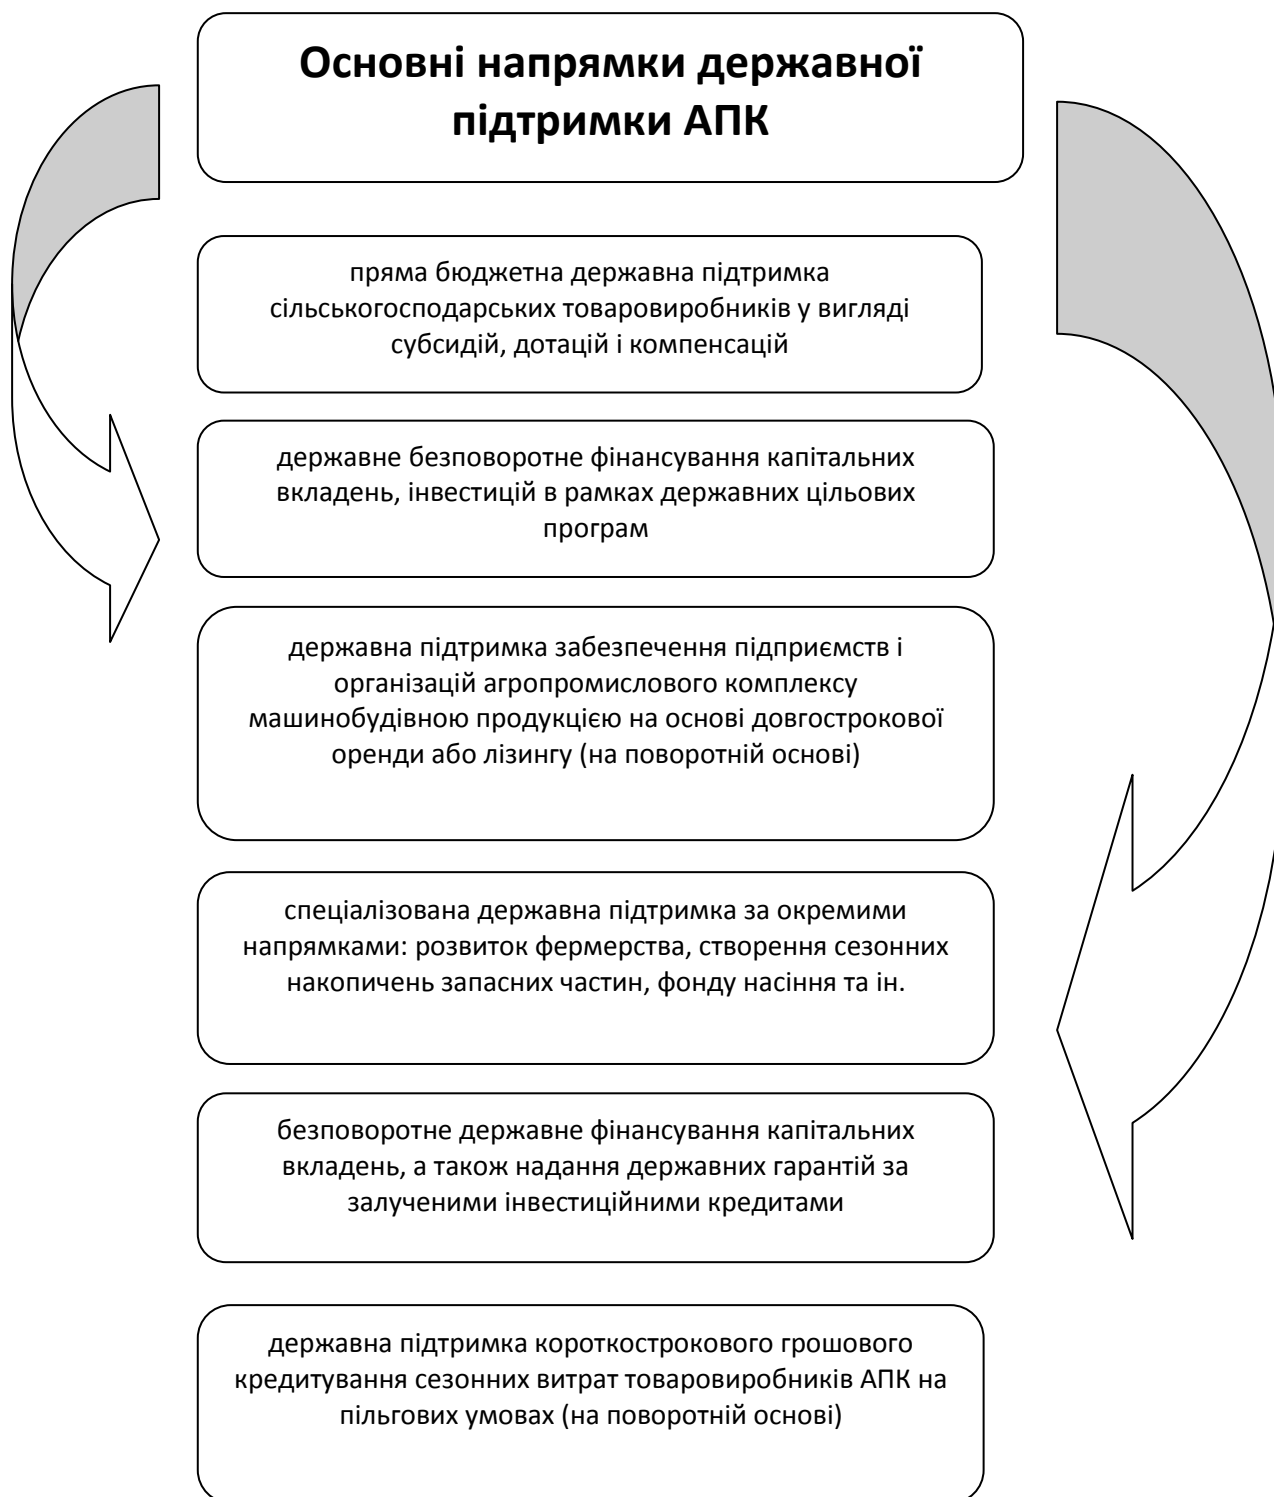 Основні напрямки державної
підтримки АПК
пряма бюджетна державна підтримка
сільськогосподарських товаровиробників у вигляді
субсидій, дотацій і компенсацій
державне безповоротне фінансування капітальних
вкладень, інвестицій в рамках державних цільових
програм
державна підтримка забезпечення підприємств і
організацій агропромислового комплексу
машинобудівною продукцією на основі довгострокової
оренди або лізингу (на поворотній основі)
спеціалізована державна підтримка за окремими
напрямками: розвиток фермерства, створення сезонних
накопичень запасних частин, фонду насіння та ін.
безповоротне державне фінансування капітальних
вкладень, а також надання державних гарантій за
залученими інвестиційними кредитами
державна підтримка короткострокового грошового
кредитування сезонних витрат товаровиробників АПК на
пільгових умовах (на поворотній основі)